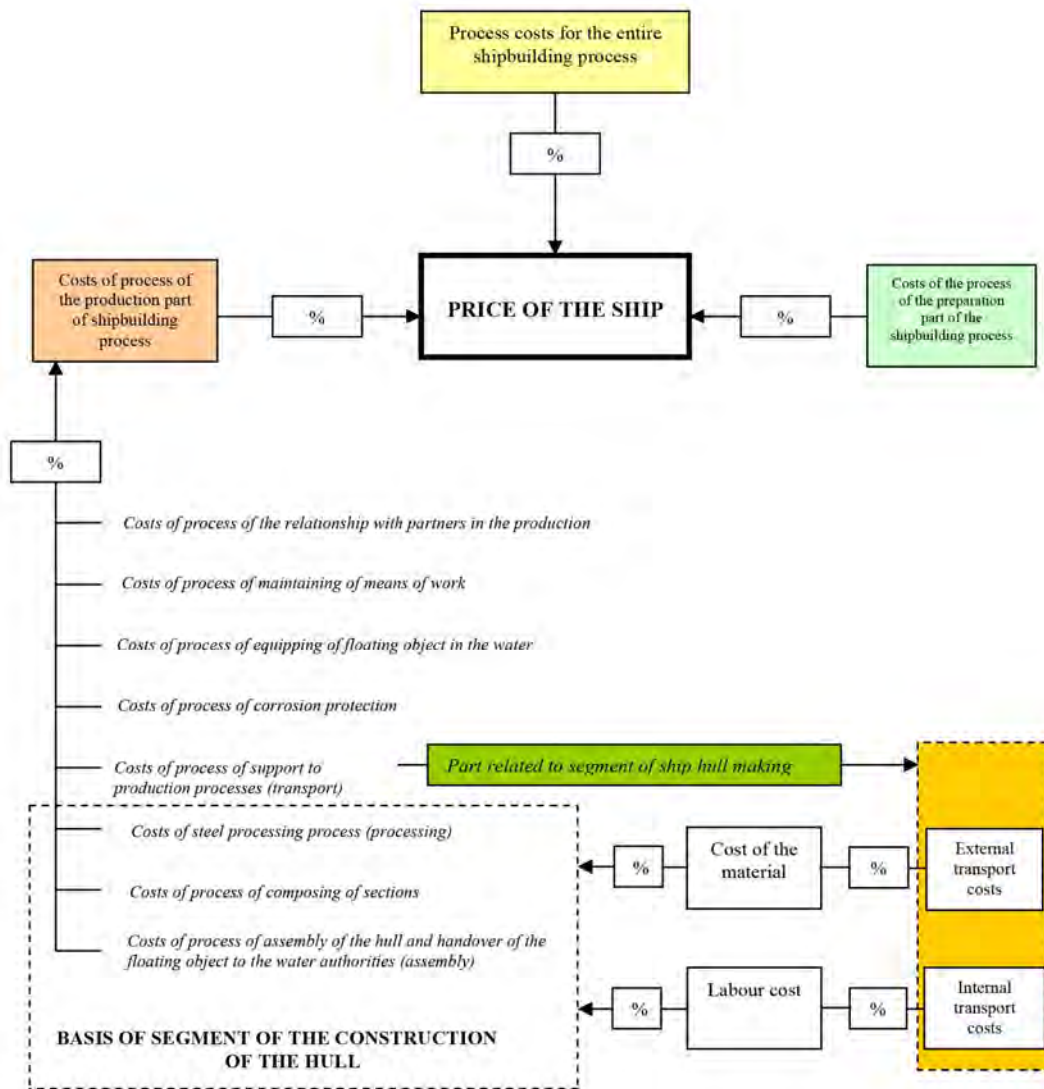 Process costs for the entire
shipbuilding process
%
Costs of process of
the production part
of shipbuilding
process
%
PRICE OF THE SHIP
%
Costs of the process
of the preparation
part of the
shipbuilding process
%
Costs of process of the relationship with partners in the production
Costs of process of maintaining of means of work
Costs of process of equipping of floating object in the water
Costs of process of corrosion protection
Costs of process of support to
production processes (transport)
Part related to segment of ship hull making
Costs of steel processing process (processing)
%
Cost of the
material
%
External
transport
costs
Costs of process of composing of sections
Costs of process of assembly of the hull and handover of the
floating object to the water authorities (assembly)
%
Labour cost
%
Internal
transport
costs
BASIS OF SEGMENT OF THE CONSTRUCTION
OF THE HULL